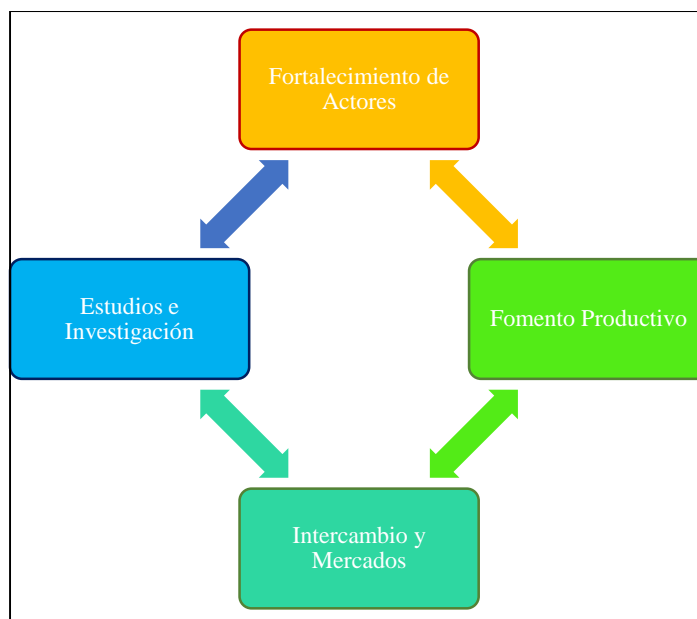 Fortalecimiento de
Actores
Estudios e
Investigación
Fomento Productivo
Intercambio y
Mercados